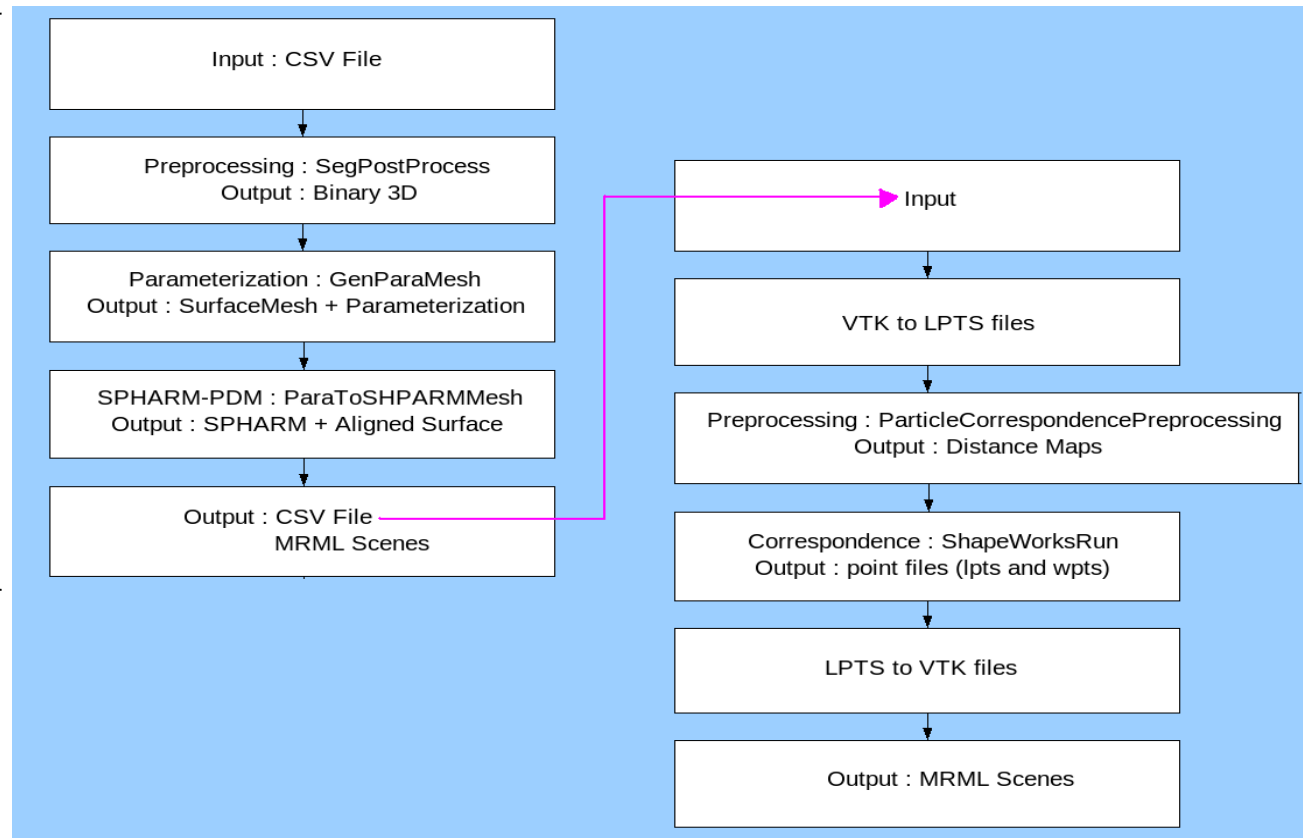 Input : CSV File
Preprocessing : SegPostProcess
Output : Binary 3D
Parameterization : GenParaMesh
Output : SurfaceMesh + Parameterization
SPHARM-PDM : ParaToSHPARMMesh
Output : SPHARM + Aligned Surface
Output : CSV File
MRML Scenes
Input
VTK to LPTS files
Preprocessing : ParticleCorrespondencePreprocessing
Output : Distance Maps
Correspondence : ShapeWorksRun
Output : point files (lpts and wpts)
LPTS to VTK files
Output : MRML Scenes